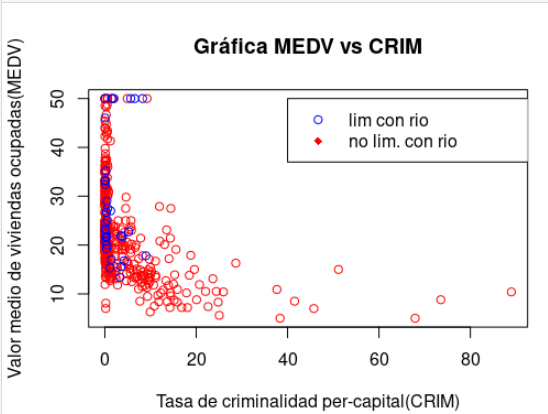 Gráfica MEDV vs CRIM
Valor medio de viviendas ocupadas(MEDV)
50
40
30
20
10
lim con rio
no lim. con rio
0
20
40
60
80
Tasa de criminalidad per-capital(CRIM)